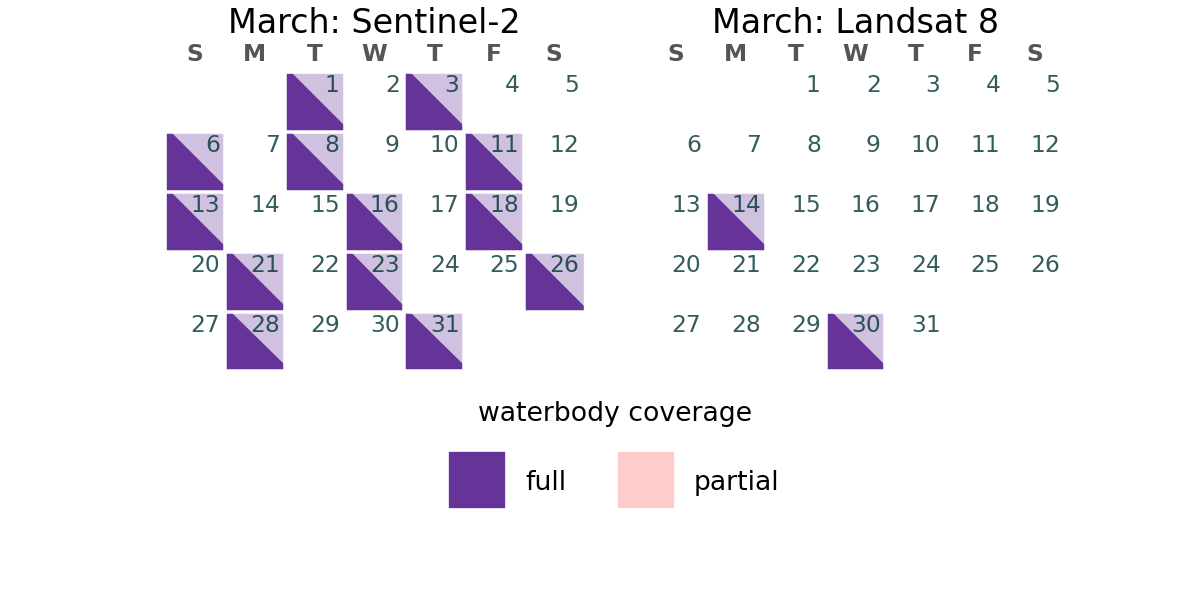 March: Sentinel-2
S M T W T F S
1 2 3 4 5
6 7 8 9 10 11 12
13 14 15 16 17 18 19
20 21 22 23 24 25 26
27 28 29 30 31
March: Landsat 8
S M T W T F S
1 2 3 4 5
6 7 8 9 10 11 12
13 14 15 16 17 18 19
20 21 22 23 24 25 26
27 28 29 30 31
waterbody coverage
full partial